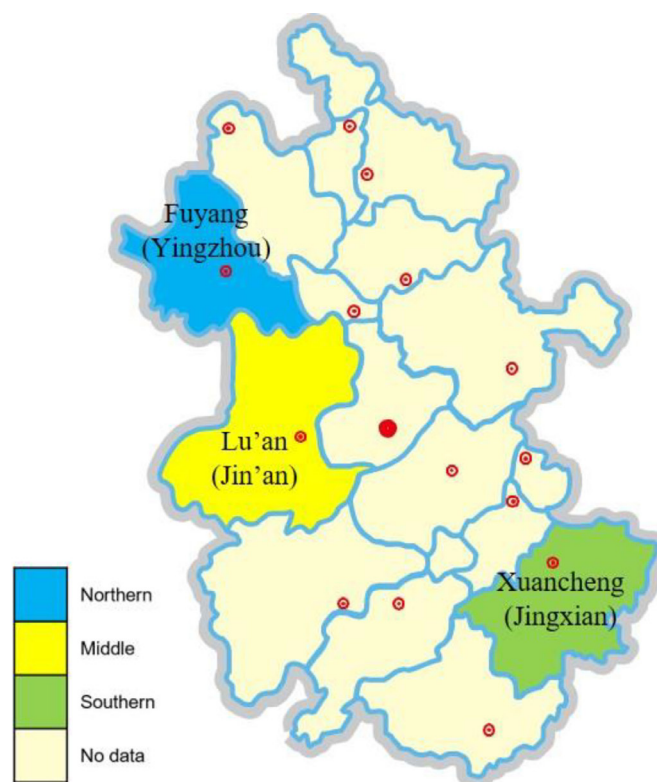 Fuyang
(Yingzhou)
Lu'an
(Jin'an)
Xuancheng
(Jingxian)
Northern
Middle
Southern
No data